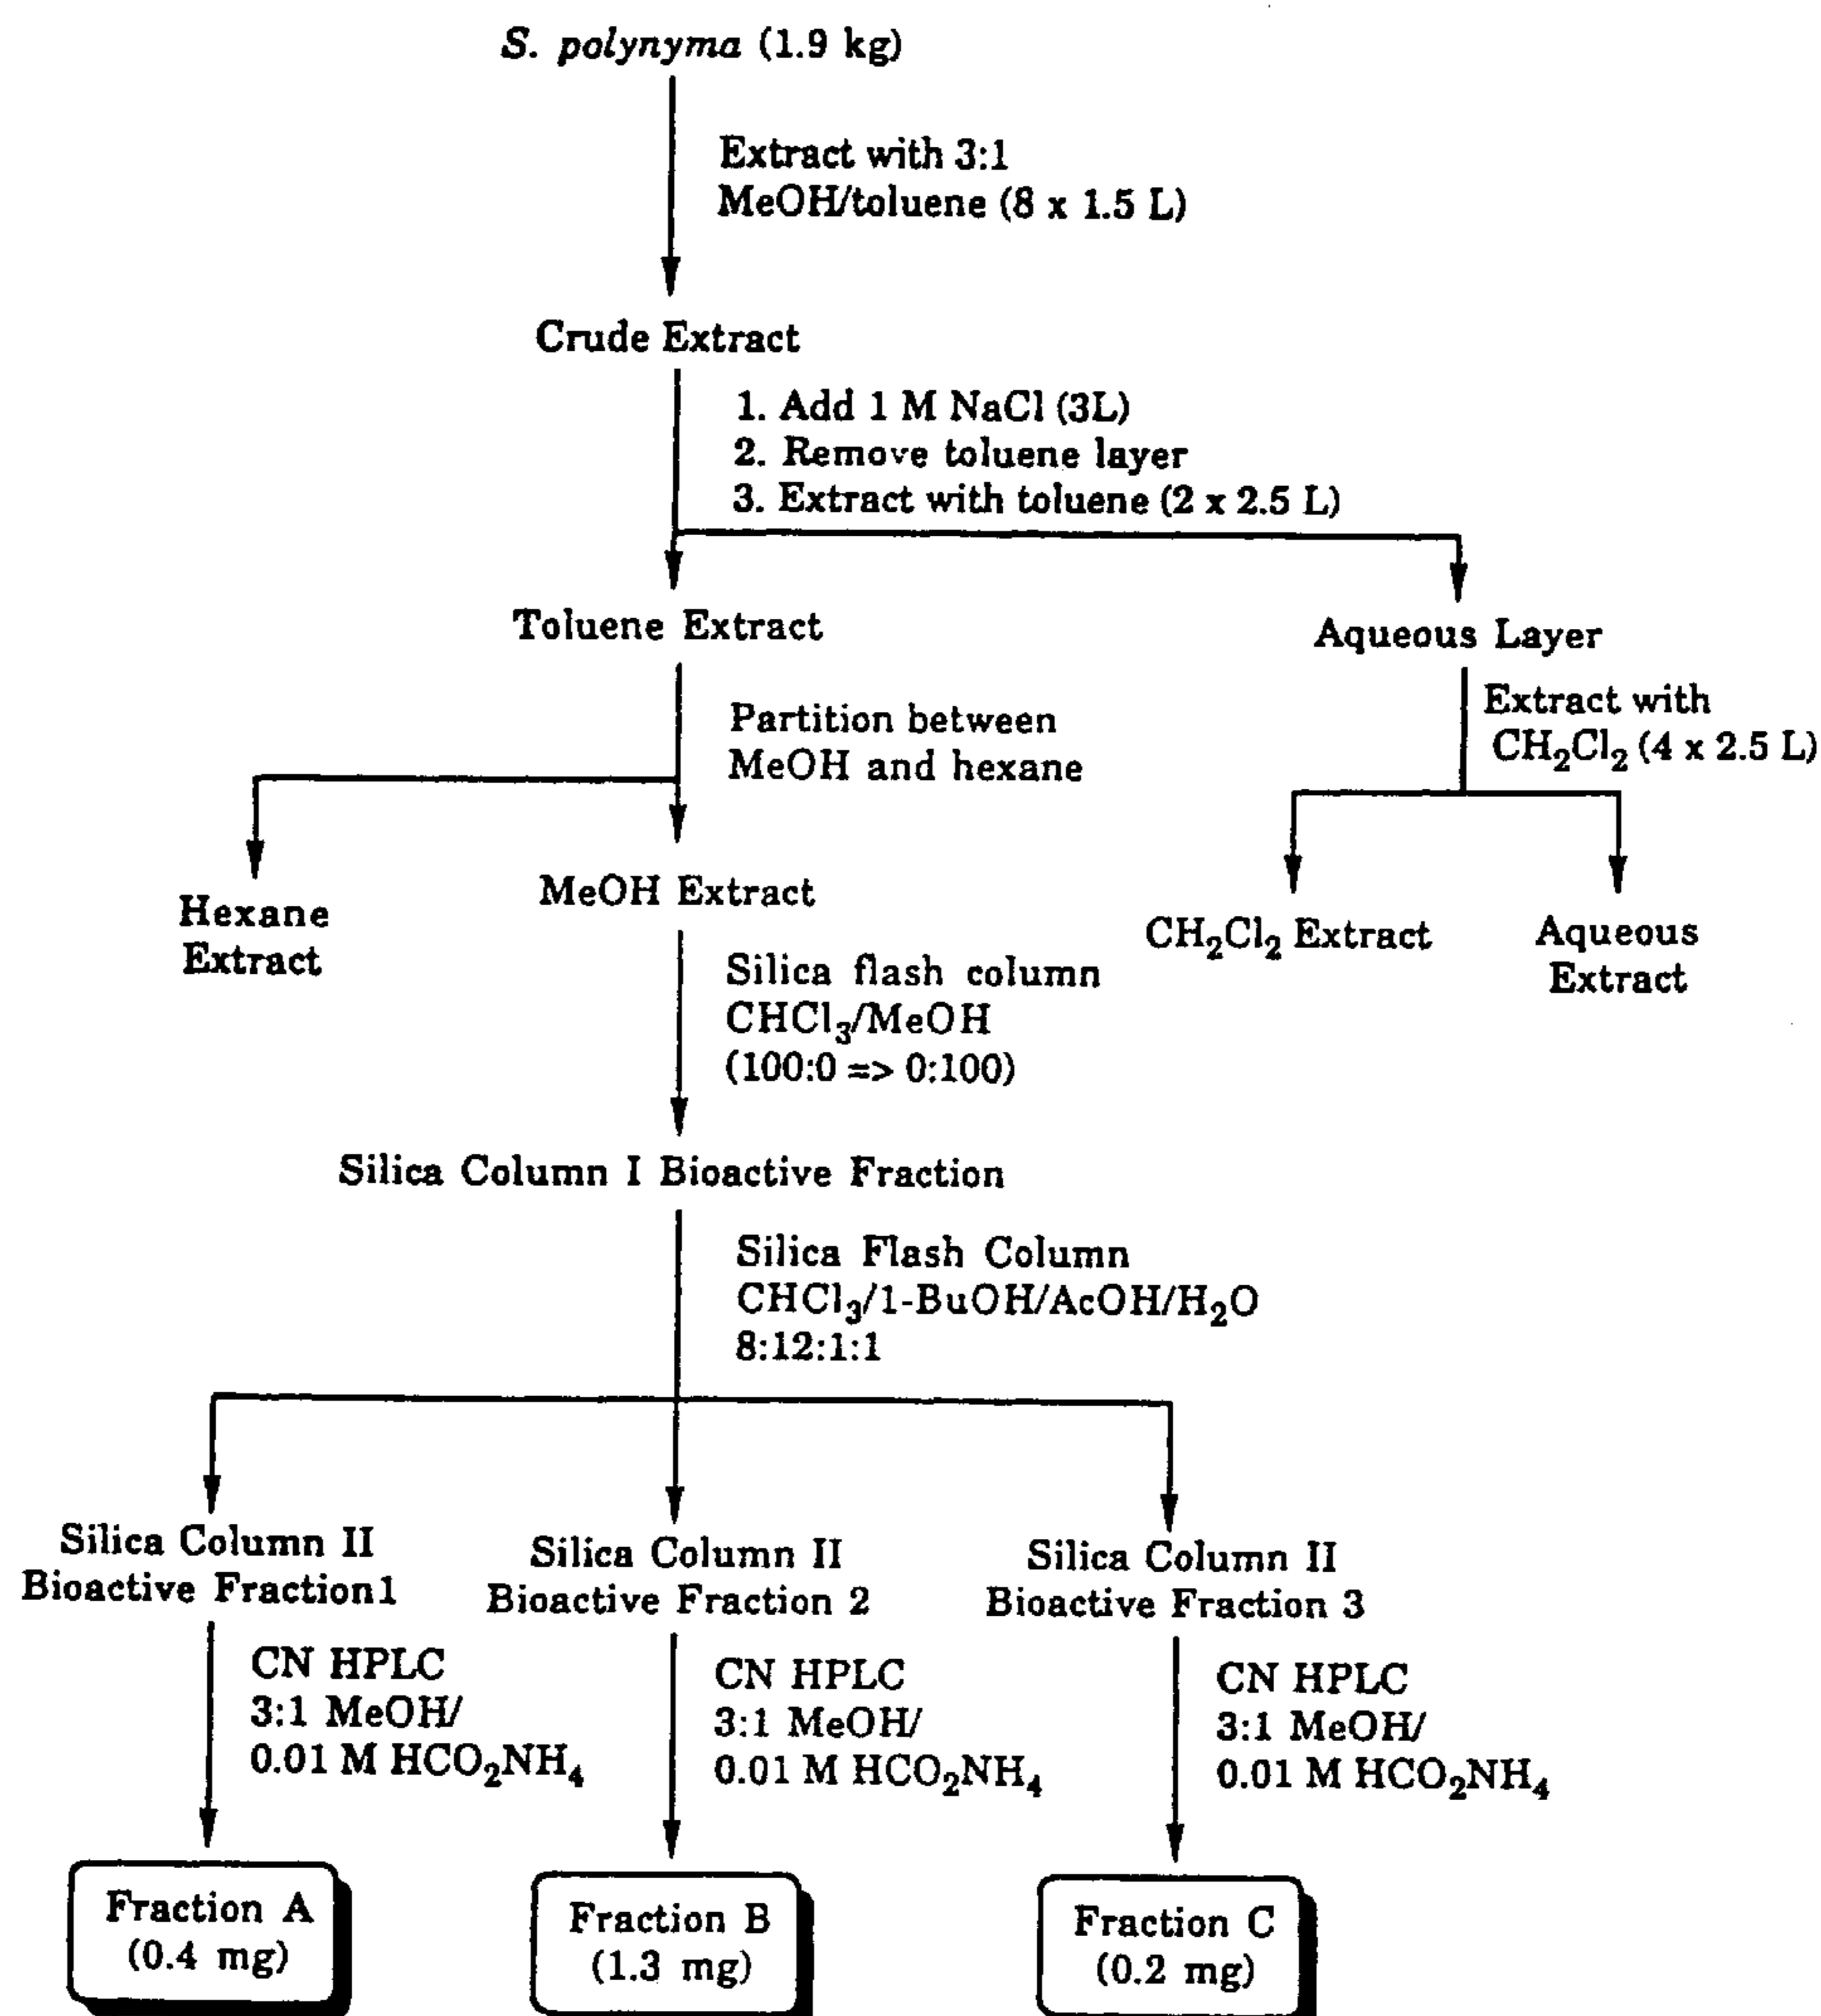 S. polynyma (1.9 kg)
Extract with 3:1
MeOH/toluene (8 x 1.5 L)
Crude Extract
1. Add 1 M NaCl (3L)
2. Remove toluene layer
3. Extract with toluene (2 x 2.5 L)
Toluene Extract
Aqueous Layer
Partition between
MeOH and hexane
Extract with
CH₂Cl₂ (4 x 2.5 L)
Hexane
Extract
MeOH Extract
CH₂Cl₂ Extract
Aqueous
Extract
Silica flash column
CHCl₃/MeOH
(100:0 => 0:100)
Silica Column I Bioactive Fraction
Silica Flash Column
CHCl₃/1-BuOH/AcOH/H₂O
8:12:1:1
Silica Column II
Bioactive Fraction1
Silica Column II
Bioactive Fraction 2
Silica Column II
Bioactive Fraction 3
CN HPLC
3:1 MeOH/
0.01 M HCO₂NH₄
CN HPLC
3:1 MeOH/
0.01 M HCO₂NH₄
CN HPLC
3:1 MeOH/
0.01 M HCO₂NH₄
Fraction A
(0.4 mg)
Fraction B
(1.3 mg)
Fraction C
(0.2 mg)